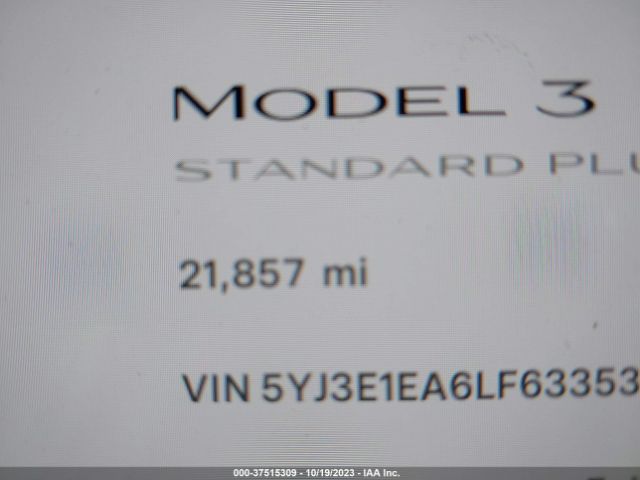 MODEL 3
STANDARD PLU
21,857 mi
VIN 5YJ3E1EA6LF63353
000-37515309 - 10/19/2023 - IAA Inc.